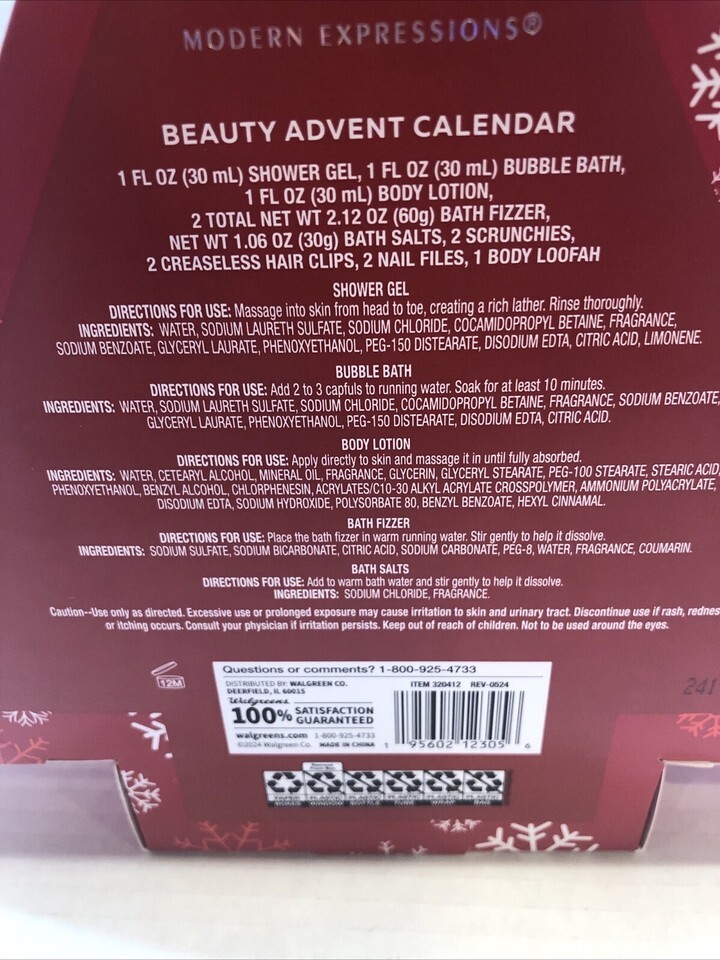 MODERN EXPRESSIONS®
BEAUTY ADVENT CALENDAR
1 FL OZ (30 mL) SHOWER GEL, 1 FL OZ (30 mL) BUBBLE BATH,
1 FL OZ (30 mL) BODY LOTION,
2 TOTAL NET WT 2.12 OZ (60g) BATH FIZZER,
NET WT 1.06 OZ (30g) BATH SALTS, 2 SCRUNCHIES,
2 CREASELESS HAIR CLIPS, 2 NAIL FILES, 1 BODY LOOFAH
SHOWER GEL
DIRECTIONS FOR USE: Massage into skin from head to toe, creating a rich lather. Rinse thoroughly.
INGREDIENTS: WATER, SODIUM LAURETH SULFATE, SODIUM CHLORIDE, COCAMIDOPROPYL BETAINE, FRAGRANCE,
SODIUM BENZOATE, GLYCERYL LAURATE, PHENOXYETHANOL, PEG-150 DISTEARATE, DISODIUM EDTA, CITRIC ACID, LIMONENE.
BUBBLE BATH
DIRECTIONS FOR USE: Add 2 to 3 capfuls to running water. Soak for at least 10 minutes.
INGREDIENTS: WATER, SODIUM LAURETH SULFATE, SODIUM CHLORIDE, COCAMIDOPROPYL BETAINE, FRAGRANCE, SODIUM BENZOATE,
GLYCERYL LAURATE, PHENOXYETHANOL, PEG-150 DISTEARATE, DISODIUM EDTA, CITRIC ACID.
BODY LOTION
DIRECTIONS FOR USE: Apply directly to skin and massage it in until fully absorbed.
INGREDIENTS: WATER, CETEARYL ALCOHOL, MINERAL OIL, FRAGRANCE, GLYCERIN, GLYCERYL STEARATE, PEG-100 STEARATE, STEARIC ACID,
PHENOXYETHANOL, BENZYL ALCOHOL, CHLORPHENESIN, ACRYLATES/C10-30 ALKYL ACRYLATE CROSSPOLYMER, AMMONIUM POLYACRYLATE,
DISODIUM EDTA, SODIUM HYDROXIDE, POLYSORBATE 80, BENZYL BENZOATE, HEXYL CINNAMAL.
BATH FIZZER
DIRECTIONS FOR USE: Place the bath fizzer in warm running water. Stir gently to help it dissolve.
INGREDIENTS: SODIUM SULFATE, SODIUM BICARBONATE, CITRIC ACID, SODIUM CARBONATE, PEG-8, WATER, FRAGRANCE, COUMARIN.
BATH SALTS
DIRECTIONS FOR USE: Add to warm bath water and stir gently to help it dissolve.
INGREDIENTS: SODIUM CHLORIDE, FRAGRANCE.
Caution--Use only as directed. Excessive use or prolonged exposure may cause irritation to skin and urinary tract. Discontinue use if rash, rednes
or itching occurs. Consult your physician if irritation persists. Keep out of reach of children. Not to be used around the eyes.
12M
Questions or comments? 1-800-925-4733
DISTRIBUTED BY: WALGREEN CO.
DEERFIELD, IL 60015
ITEM 320412 REV-0524
Walgreens
100% SATISFACTION
GUARANTEED
walgreens.com 1-800-925-4733
©2024 Walgreen Co. MADE IN CHINA
1 95602 12305 6
241